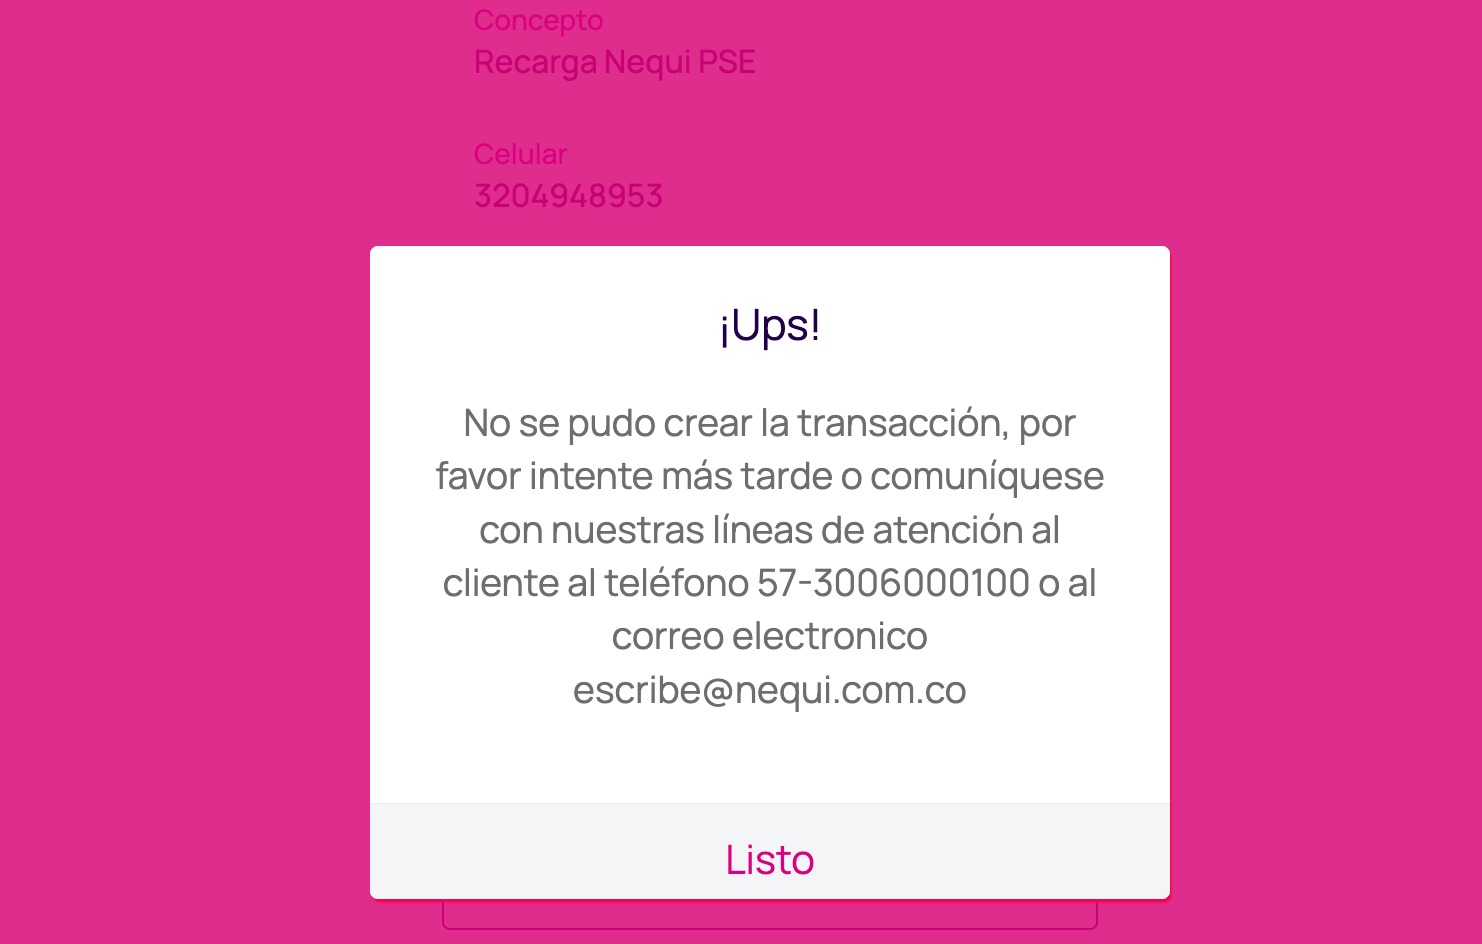 Concepto
Recarga Nequi PSE
Celular
3204948953
¡Ups!
No se pudo crear la transacción, por
favor intente más tarde o comuníquese
con nuestras líneas de atención al
cliente al teléfono 57-3006000100 o al
correo electronico
escribe@nequi.com.co
Listo